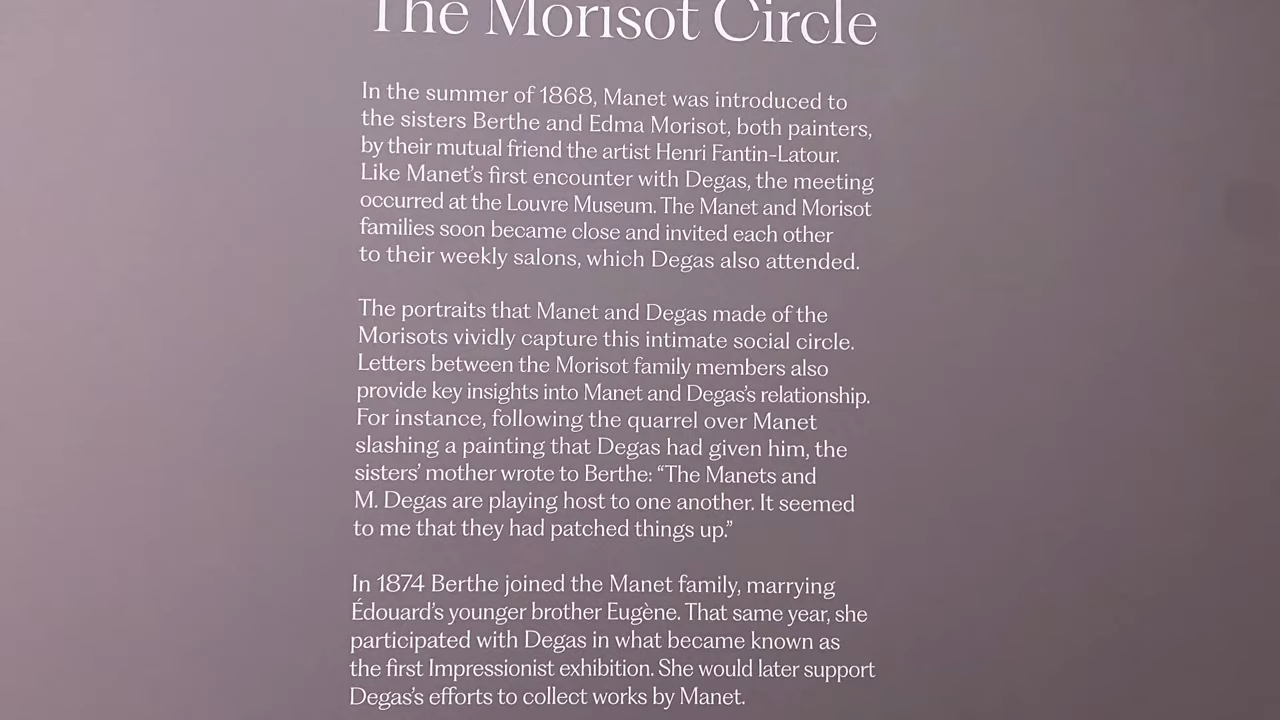 The Morisot Circle
In the summer of 1868, Manet was introduced to
the sisters Berthe and Edma Morisot, both painters,
by their mutual friend the artist Henri Fantin-Latour.
Like Manet’s first encounter with Degas, the meeting
occurred at the Louvre Museum. The Manet and Morisot
families soon became close and invited each other
to their weekly salons, which Degas also attended.
The portraits that Manet and Degas made of the
Morisots vividly capture this intimate social circle.
Letters between the Morisot family members also
provide key insights into Manet and Degas’s relationship.
For instance, following the quarrel over Manet
slashing a painting that Degas had given him, the
sisters’ mother wrote to Berthe: “The Manets and
M. Degas are playing host to one another. It seemed
to me that they had patched things up.”
In 1874 Berthe joined the Manet family, marrying
Édouard’s younger brother Eugène. That same year, she
participated with Degas in what became known as
the first Impressionist exhibition. She would later support
Degas’s efforts to collect works by Manet.